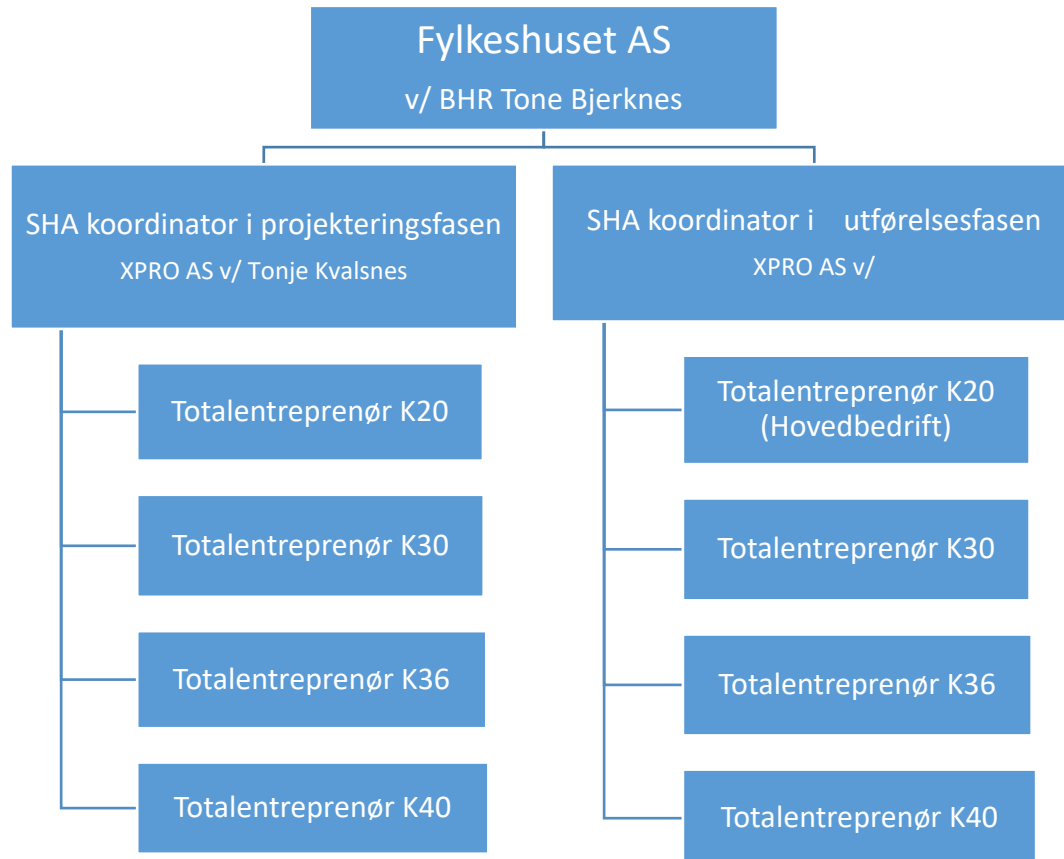 Fylkeshuset AS
v/ BHR Tone Bjerknes
SHA koordinator i projekteringsfasen
XPRO AS v/ Tonje Kvalsnes
Totalentreprenør K20
Totalentreprenør K30
Totalentreprenør K36
Totalentreprenør K40
SHA koordinator i utførelsesfasen
XPRO AS v/
Totalentreprenør K20
(Hovedbedrift)
Totalentreprenør K30
Totalentreprenør K36
Totalentreprenør K40